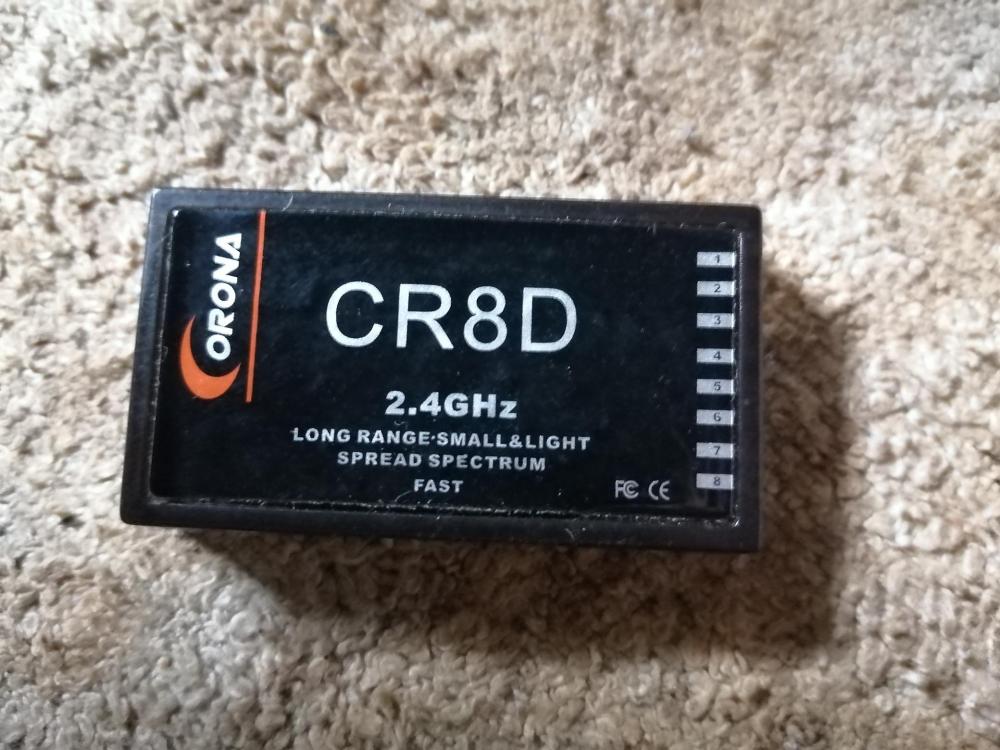 CORONA
CR8D
2.4GHz
LONG RANGE·SMALL&LIGHT
SPREAD SPECTRUM
FAST
FC CE
1
2
3
4
5
6
7
8